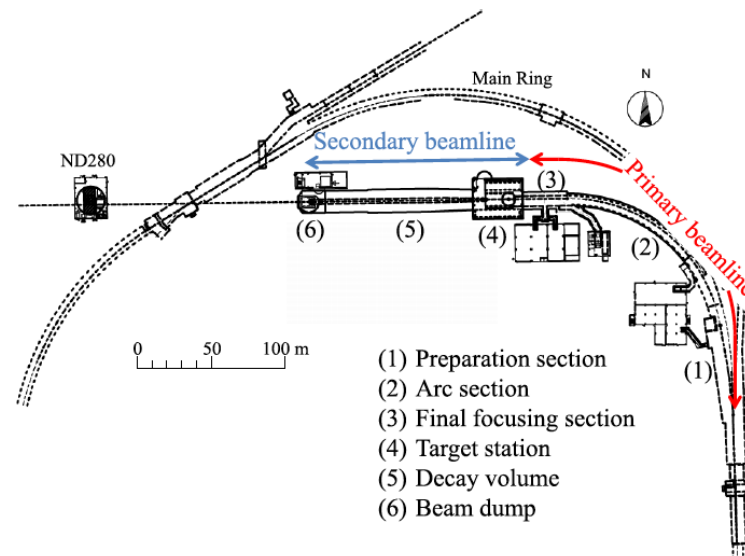 Main Ring
N
Secondary beamline
ND280
Primary beamline
(3)
(6)
(5)
(4)
(2)
(1)
0 50 100 m
(1) Preparation section
(2) Arc section
(3) Final focusing section
(4) Target station
(5) Decay volume
(6) Beam dump